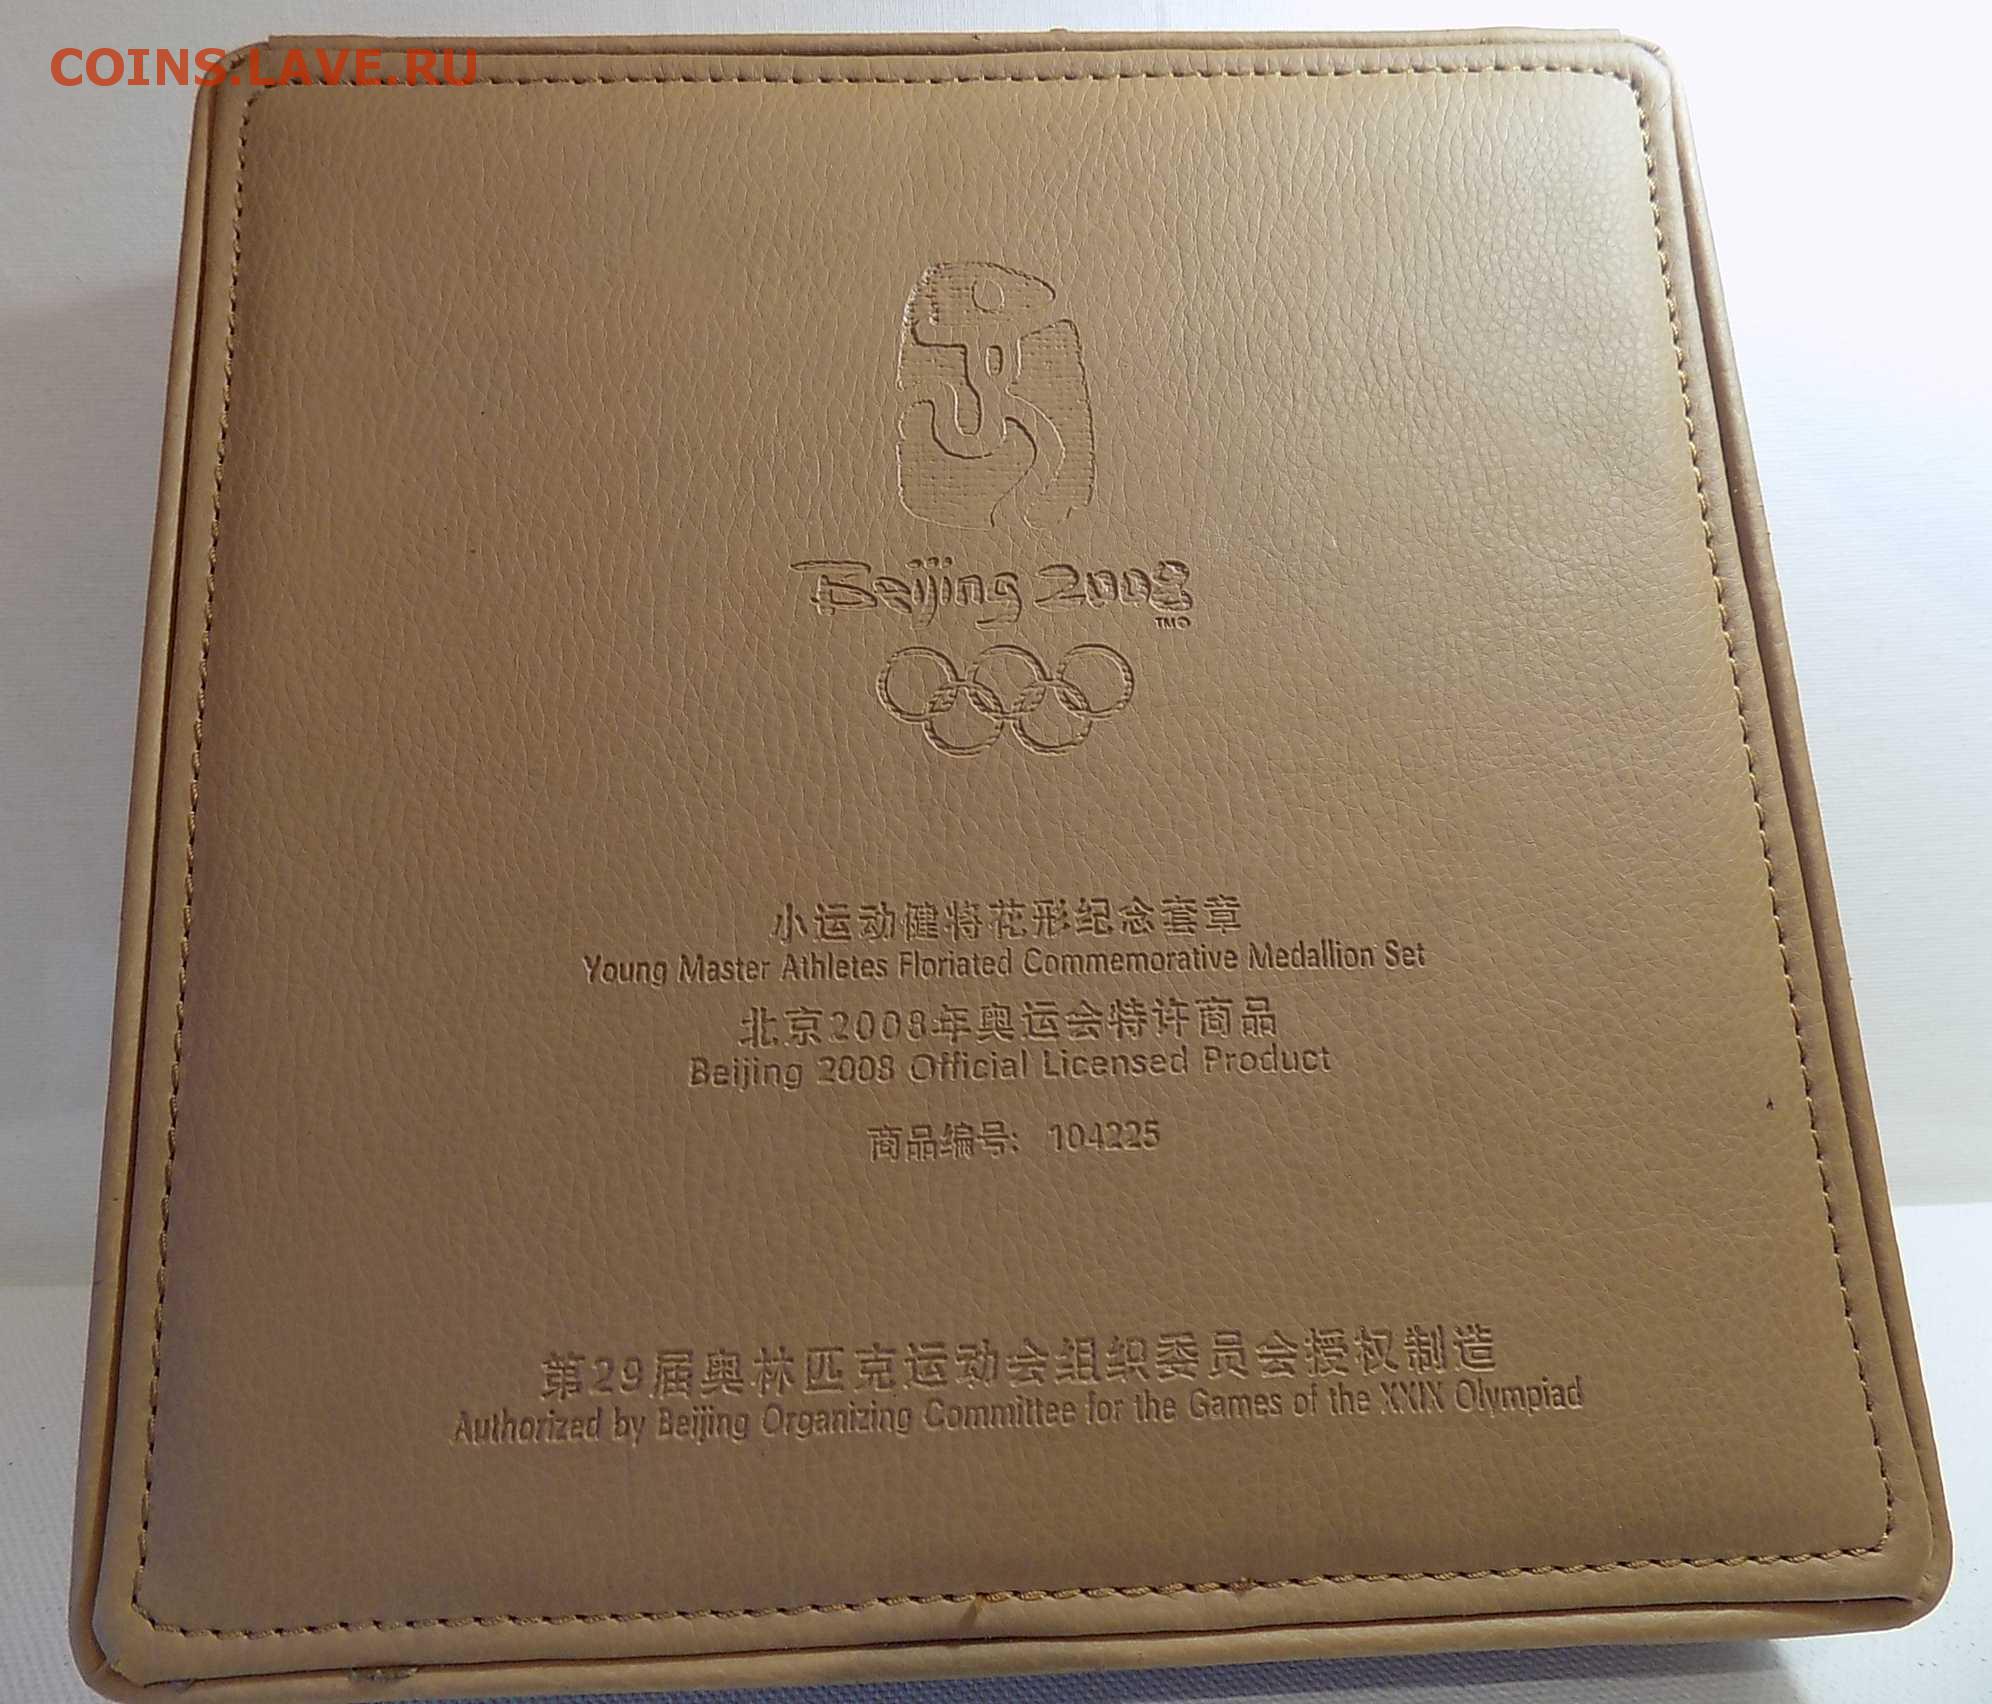 COINS.LAVE.RU
Beijing 2008
TM©
小运动健将花形纪念套章
Young Master Athletes Floriated Commemorative Medallion Set
北京2008年奥运会特许商品
Beijing 2008 Official Licensed Product
商品编号: 104225
第29届奥林匹克运动会组织委员会授权制造
Authorized by Beijing Organizing Committee for the Games of the XXIX Olympiad